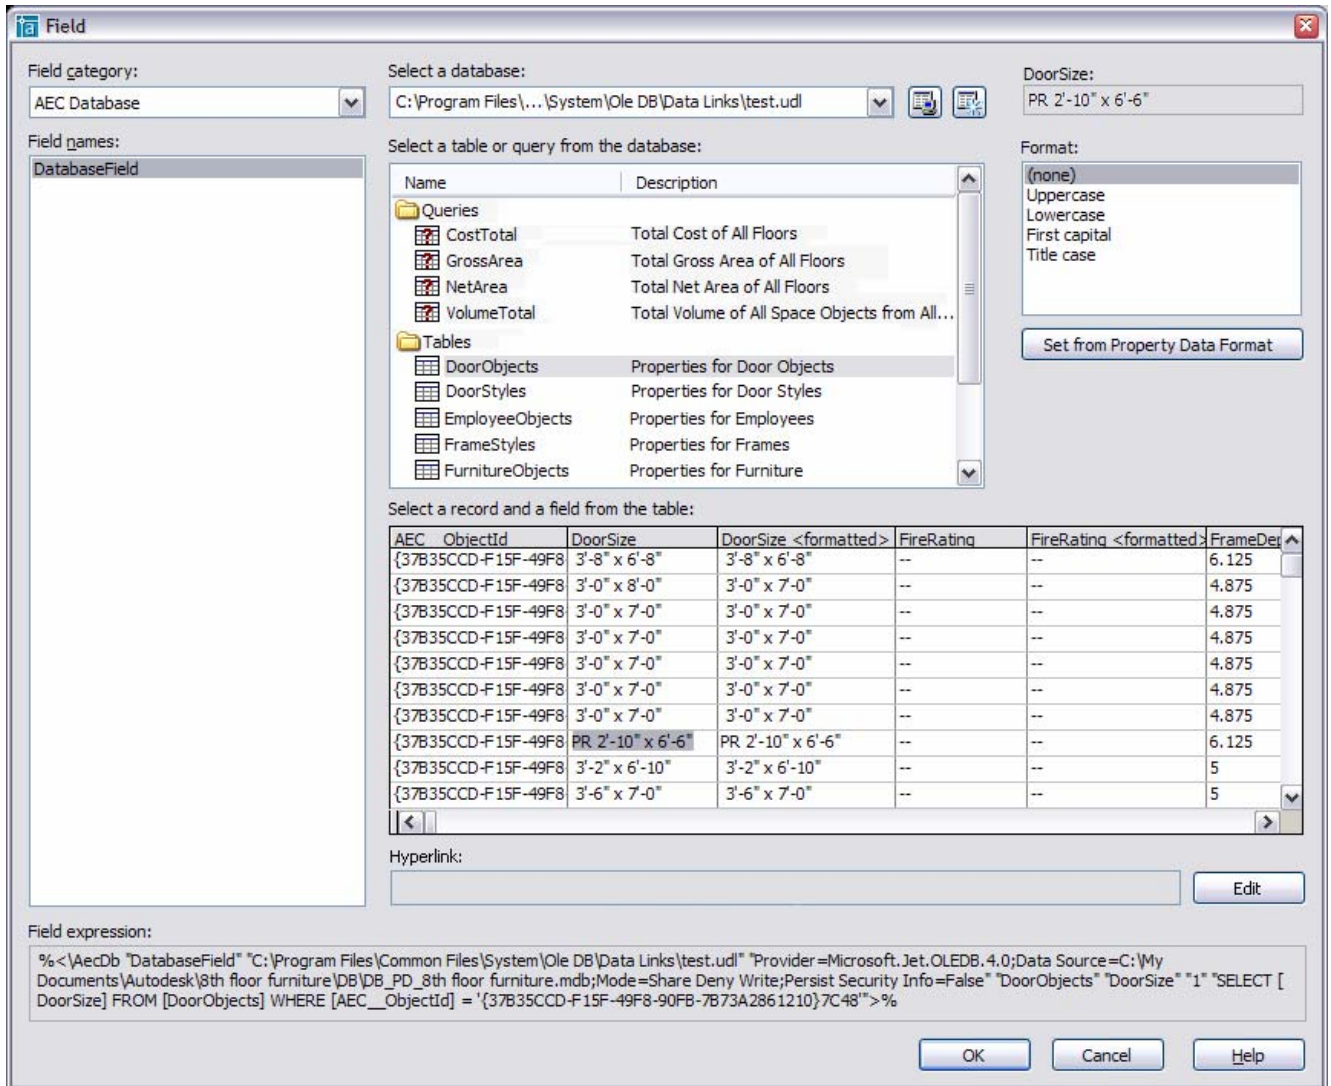 Field
Field category:
AEC Database
Field names:
DatabaseField
Select a database:
C:\Program Files\...\System\Ole DB\Data Links\test.udl
Select a table or query from the database:
Name Description
Queries
CostTotal Total Cost of All Floors
GrossArea Total Gross Area of All Floors
NetArea Total Net Area of All Floors
VolumeTotal Total Volume of All Space Objects from All...
Tables
DoorObjects Properties for Door Objects
DoorStyles Properties for Door Styles
EmployeeObjects Properties for Employees
FrameStyles Properties for Frames
FurnitureObjects Properties for Furniture
DoorSize:
PR 2'-10" x 6'-6"
Format:
(none)
Uppercase
Lowercase
First capital
Title case
Set from Property Data Format
Select a record and a field from the table:
AEC__ObjectId DoorSize DoorSize <formatted> FireRating FireRating <formatted> FrameDep
{37B35CCD-F15F-49F8- 3'-8" x 6'-8" 3'-8" x 6'-8" -- -- 6.125
{37B35CCD-F15F-49F8- 3'-0" x 8'-0" 3'-0" x 7'-0" -- -- 4.875
{37B35CCD-F15F-49F8- 3'-0" x 7'-0" 3'-0" x 7'-0" -- -- 4.875
{37B35CCD-F15F-49F8- 3'-0" x 7'-0" 3'-0" x 7'-0" -- -- 4.875
{37B35CCD-F15F-49F8- 3'-0" x 7'-0" 3'-0" x 7'-0" -- -- 4.875
{37B35CCD-F15F-49F8- 3'-0" x 7'-0" 3'-0" x 7'-0" -- -- 4.875
{37B35CCD-F15F-49F8- 3'-0" x 7'-0" 3'-0" x 7'-0" -- -- 4.875
{37B35CCD-F15F-49F8- PR 2'-10" x 6'-6" PR 2'-10" x 6'-6" -- -- 6.125
{37B35CCD-F15F-49F8- 3'-2" x 6'-10" 3'-2" x 6'-10" -- -- 5
{37B35CCD-F15F-49F8- 3'-6" x 7'-0" 3'-6" x 7'-0" -- -- 5
Hyperlink:
Edit
Field expression:
%<\AecDb "DatabaseField" "C:\Program Files\Common Files\System\Ole DB\Data Links\test.udl" "Provider=Microsoft.Jet.OLEDB.4.0;Data Source=C:\My
Documents\Autodesk\8th floor furniture\DB\DB_PD_8th floor furniture.mdb;Mode=Share Deny Write;Persist Security Info=False" "DoorObjects" "DoorSize" "1" "SELECT [
DoorSize] FROM [DoorObjects] WHERE [AEC__ObjectId] = '{37B35CCD-F15F-49F8-90FB-7B73A2861210}7C48'">%
OK Cancel Help